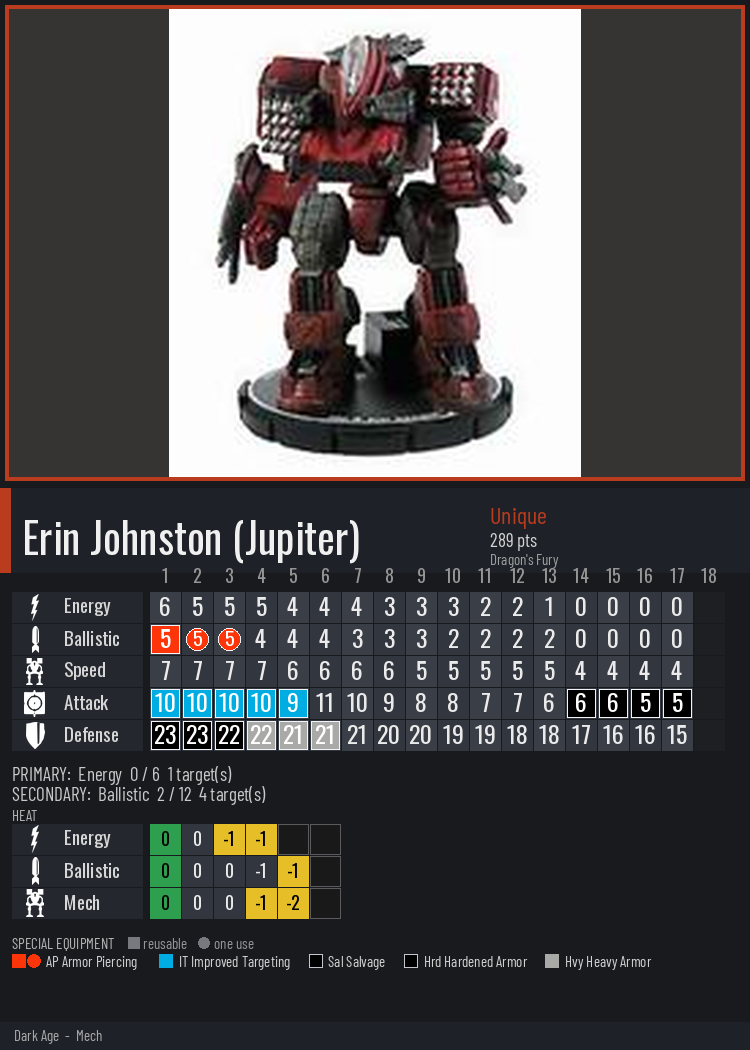 Erin Johnston (Jupiter)
Unique
289 pts
Dragon's Fury
1 2 3 4 5 6 7 8 9 10 11 12 13 14 15 16 17 18
Energy 6 5 5 5 4 4 4 3 3 3 2 2 1 0 0 0 0
Ballistic 5 5 5 4 4 4 3 3 3 2 2 2 2 0 0 0 0
Speed 7 7 7 7 6 6 6 6 5 5 5 5 5 4 4 4 4
Attack 10 10 10 10 9 11 10 9 8 8 7 7 6 6 6 5 5
Defense 23 23 22 22 21 21 21 20 20 19 19 18 18 17 16 16 15
PRIMARY: Energy 0 / 6 1 target(s)
SECONDARY: Ballistic 2 / 12 4 target(s)
HEAT
Energy 0 0 -1 -1
Ballistic 0 0 0 -1 -1
Mech 0 0 0 -1 -2
SPECIAL EQUIPMENT reusable one use
AP Armor Piercing IT Improved Targeting Sal Salvage Hrd Hardened Armor Hvy Heavy Armor
Dark Age - Mech